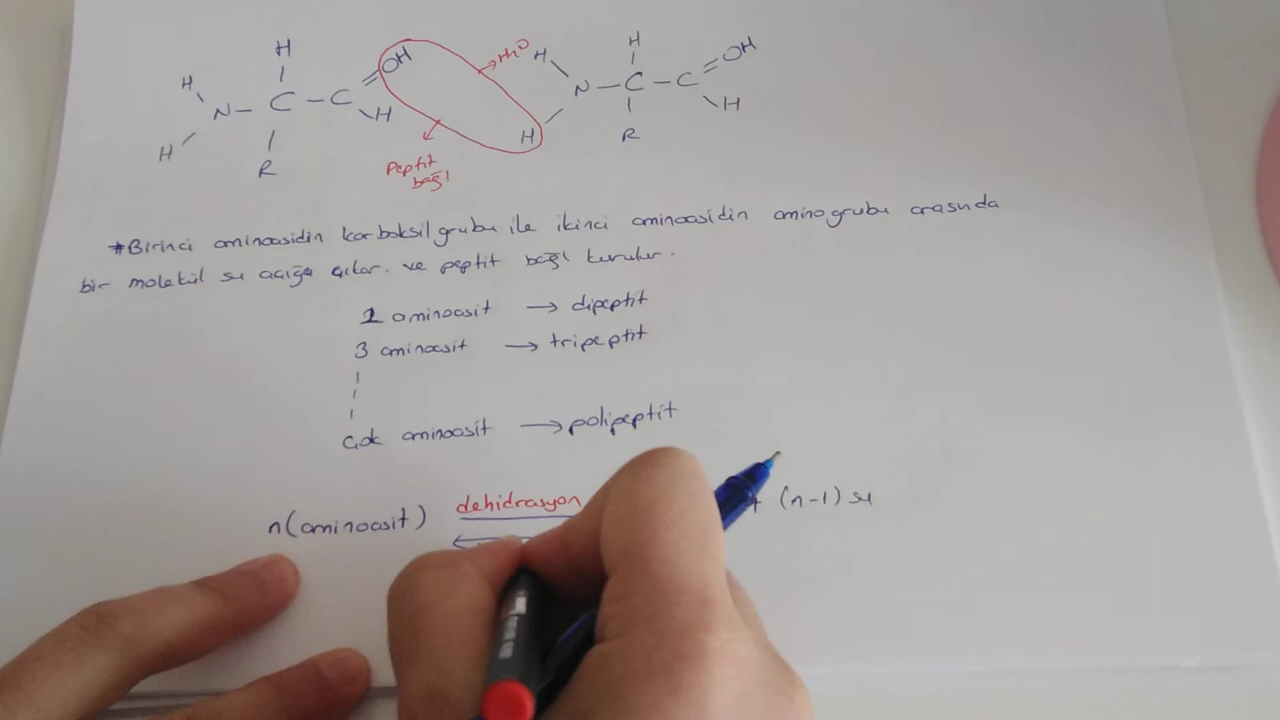 H H OH → H₂O H H OH
H N — C — C H H N — C — C H
R Peptit bağı R
*Birinci aminoasidin karboksil grubu ile ikinci aminoasidin amino grubu arasında
bir molekül su açığa çıkar. ve peptit bağı kurulur.
2 aminoasit → dipeptit
3 aminoasit → tripeptit
çok aminoasit → polipeptit
n(aminoasit) dehidrasyon + (n-1) su